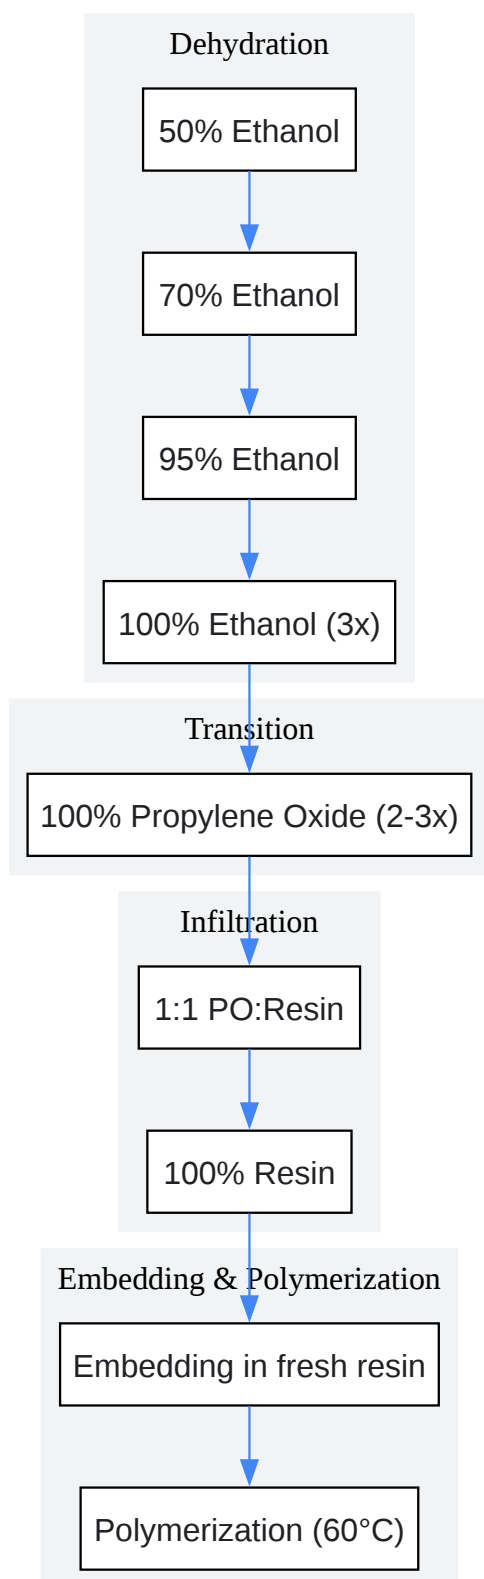 Dehydration
50% Ethanol
70% Ethanol
95% Ethanol
100% Ethanol (3x)
Transition
100% Propylene Oxide (2-3x)
Infiltration
1:1 PO:Resin
100% Resin
Embedding & Polymerization
Embedding in fresh resin
Polymerization (60°C)